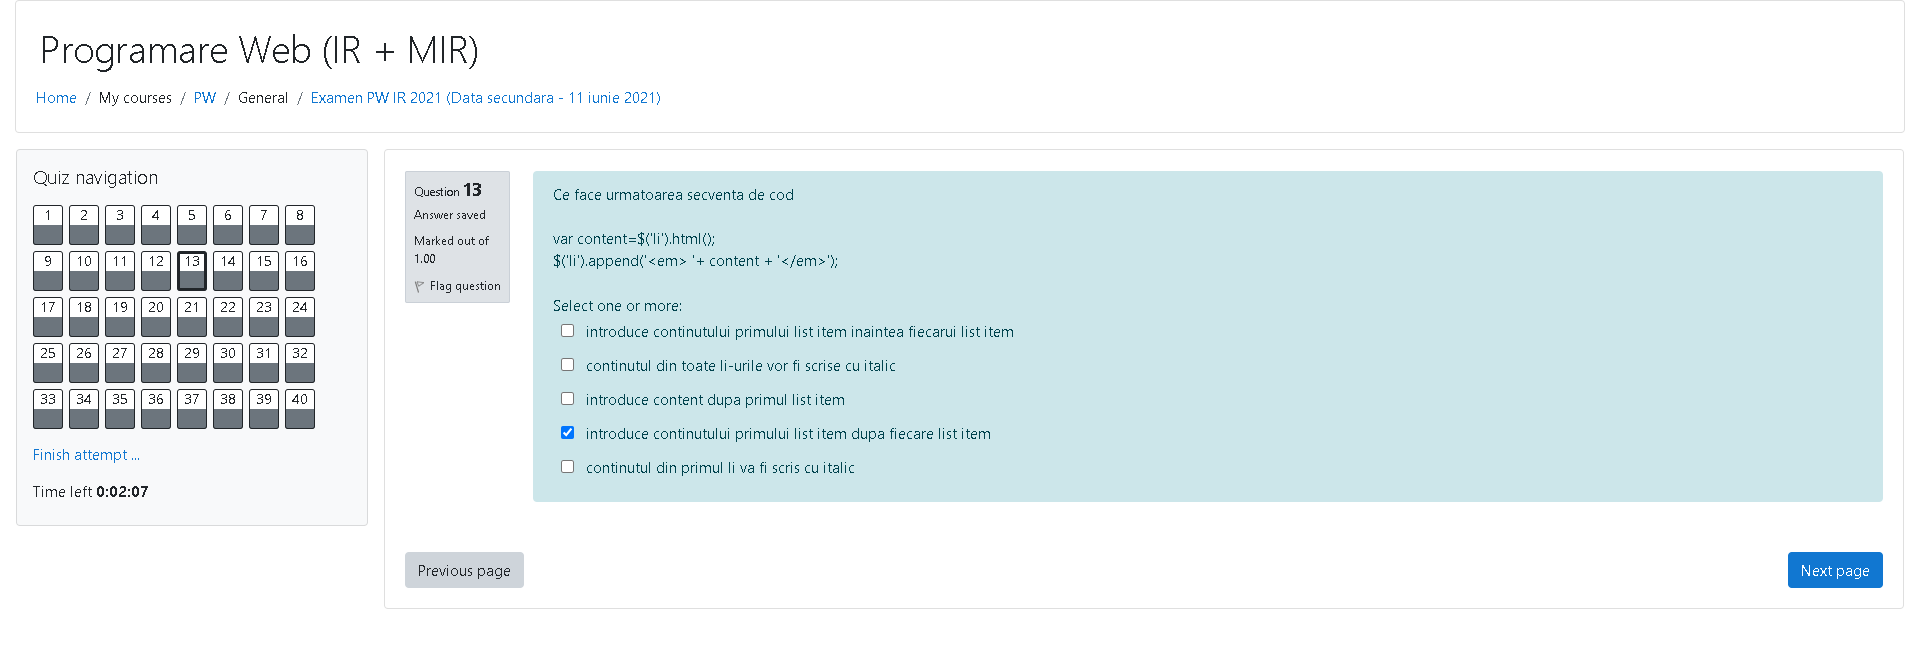 Programare Web (IR + MIR)
Home / My courses / PW / General / Examen PW IR 2021 (Data secundara - 11 iunie 2021)
Quiz navigation
1 2 3 4 5 6 7 8
9 10 11 12 13 14 15 16
17 18 19 20 21 22 23 24
25 26 27 28 29 30 31 32
33 34 35 36 37 38 39 40
Finish attempt ...
Time left 0:02:07
Question 13
Answer saved
Marked out of
1.00
Flag question
Ce face urmatoarea secventa de cod
var content=$('li').html();
$('li').append('<em> '+ content + '</em>');
Select one or more:
introduce continutului primului list item inaintea fiecarui list item
continutul din toate li-urile vor fi scrise cu italic
introduce content dupa primul list item
introduce continutului primului list item dupa fiecare list item
continutul din primul li va fi scris cu italic
Previous page
Next page